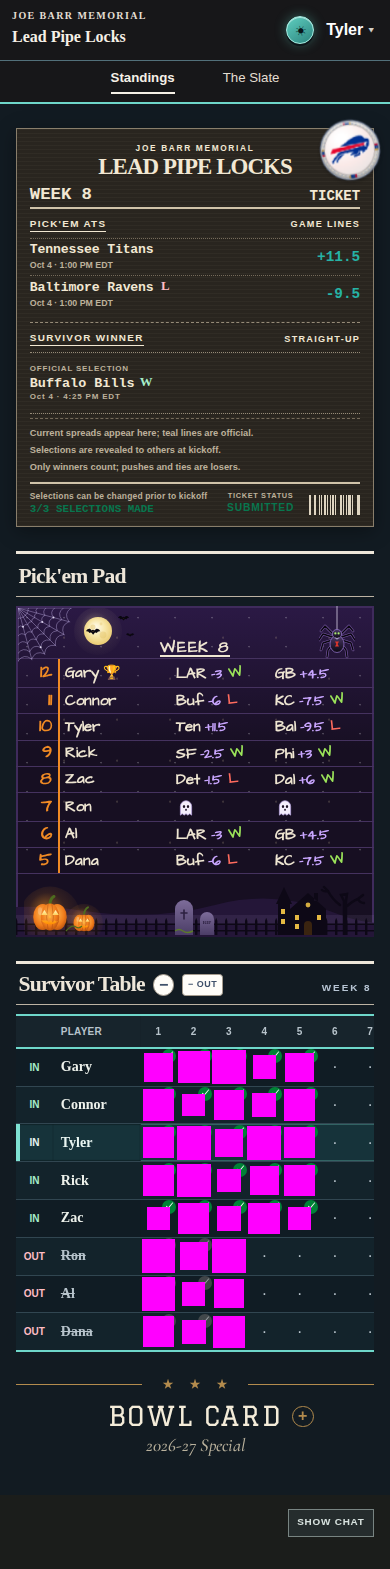 JOE BARR MEMORIAL
Lead Pipe Locks
Tyler
Standings The Slate
JOE BARR MEMORIAL
LEAD PIPE LOCKS
WEEK 8 TICKET
PICK'EM ATS GAME LINES
Tennessee Titans +11.5
Oct 4 · 1:00 PM EDT
Baltimore Ravens L -9.5
Oct 4 · 1:00 PM EDT
SURVIVOR WINNER STRAIGHT-UP
OFFICIAL SELECTION
Buffalo Bills W
Oct 4 · 4:25 PM EDT
Current spreads appear here; teal lines are official.
Selections are revealed to others at kickoff.
Only winners count; pushes and ties are losers.
Selections can be changed prior to kickoff TICKET STATUS
3/3 SELECTIONS MADE SUBMITTED
Pick'em Pad
WEEK 8
12 Gary 🏆 LAR -3 W GB +4.5
11 Connor Buf -6 L KC -7.5 W
10 Tyler Ten +11.5 Bal -9.5 L
9 Rick SF -2.5 W Phi +3 W
8 Zac Det -1.5 L Dal +6 W
7 Ron
6 Al LAR -3 W GB +4.5
5 Dana Buf -6 L KC -7.5 W
Survivor Table − − OUT WEEK 8
PLAYER 1 2 3 4 5 6 7
IN Gary · ·
IN Connor · ·
IN Tyler · ·
IN Rick · ·
IN Zac · ·
OUT Ron · · · ·
OUT Al · · · ·
OUT Dana · · · ·
★ ★ ★
BOWL CARD +
2026-27 Special
SHOW CHAT